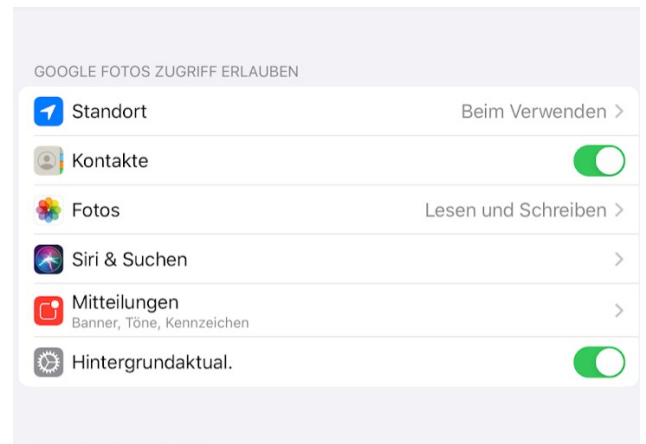 GOOGLE FOTOS ZUGRIFF ERLAUBEN
Standort Beim Verwenden
Kontakte
Fotos Lesen und Schreiben
Siri & Suchen
Mitteilungen
Banner, Töne, Kennzeichen
Hintergrundaktual.